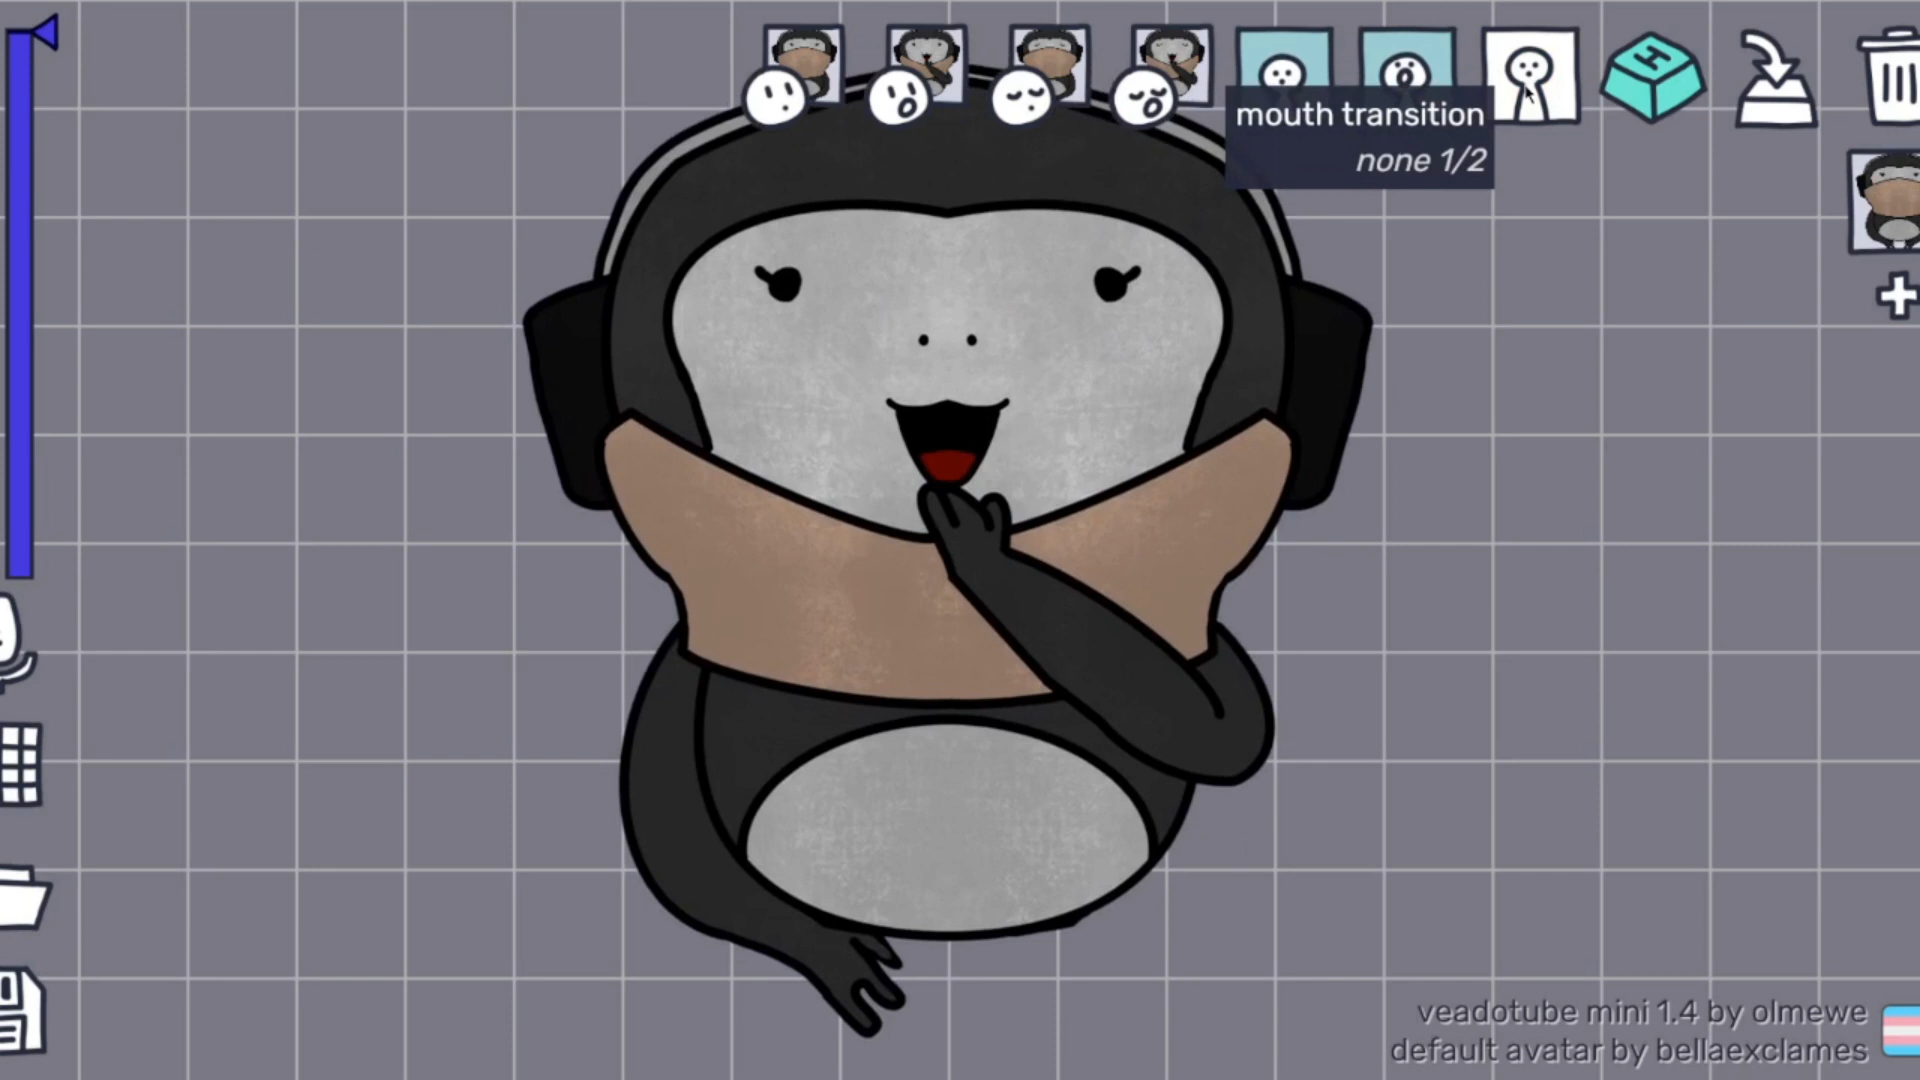 mouth transition
none 1/2
H
veadotube mini 1.4 by olmewe
default avatar by bellaexclames